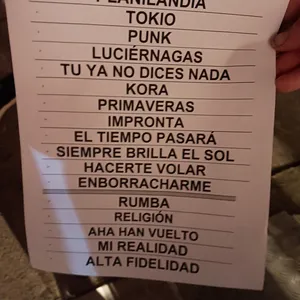 PLANILANDIA
TOKIO
PUNK
LUCIÉRNAGAS
TU YA NO DICES NADA
KORA
PRIMAVERAS
IMPRONTA
EL TIEMPO PASARÁ
SIEMPRE BRILLA EL SOL
HACERTE VOLAR
ENBORRACHARME
RUMBA
RELIGIÓN
AHA HAN VUELTO
MI REALIDAD
ALTA FIDELIDAD